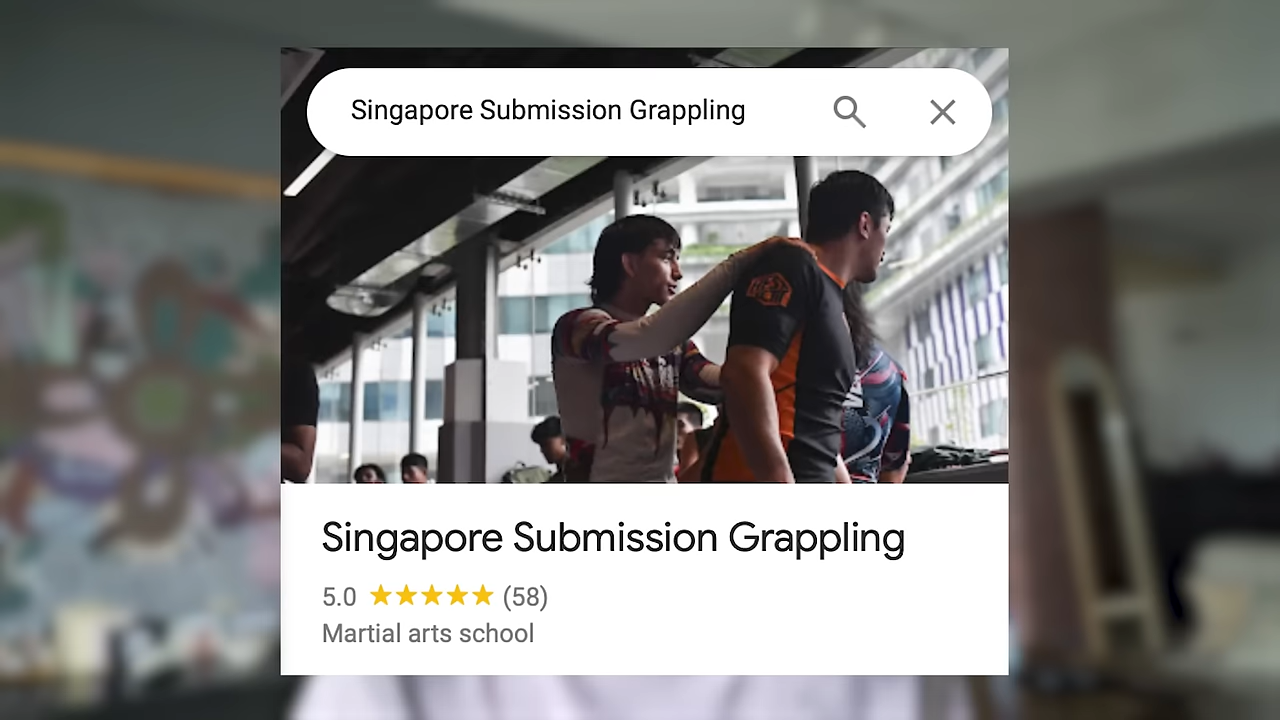 Singapore Submission Grappling
Singapore Submission Grappling
5.0 (58)
Martial arts school